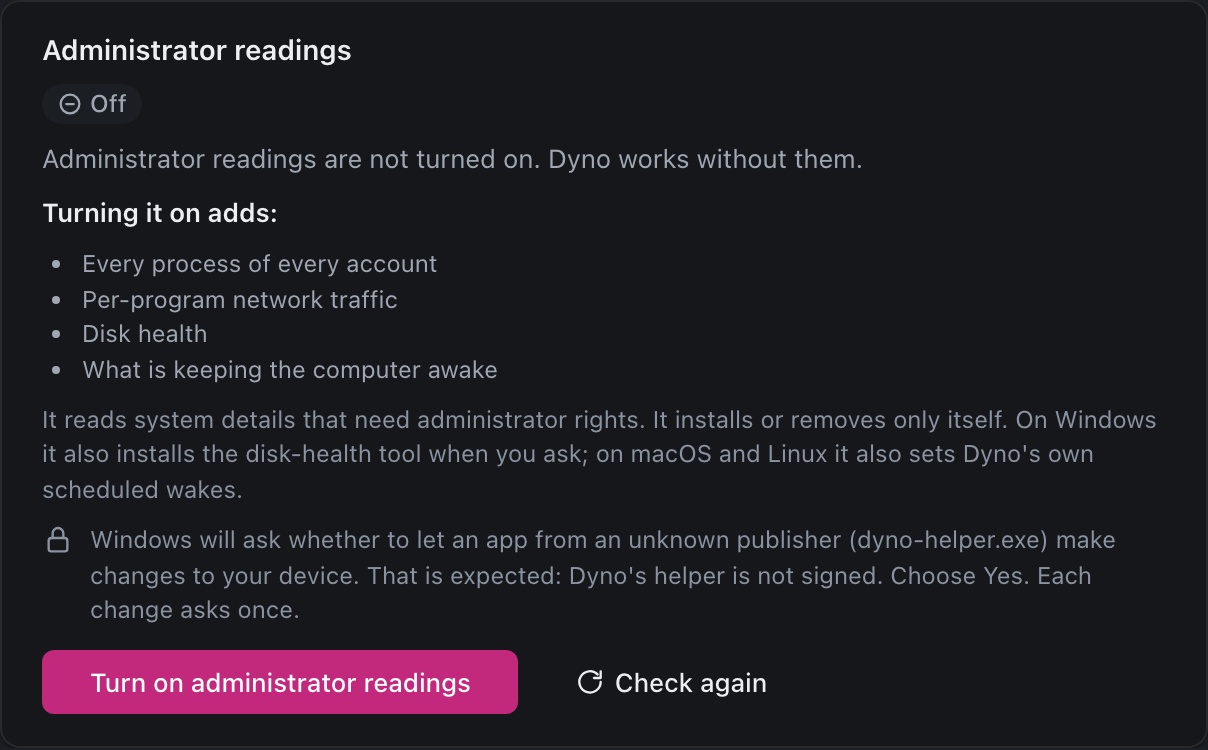 Administrator readings
Off
Administrator readings are not turned on. Dyno works without them.
Turning it on adds:
• Every process of every account
• Per-program network traffic
• Disk health
• What is keeping the computer awake
It reads system details that need administrator rights. It installs or removes only itself. On Windows
it also installs the disk-health tool when you ask; on macOS and Linux it also sets Dyno's own
scheduled wakes.
Windows will ask whether to let an app from an unknown publisher (dyno-helper.exe) make
changes to your device. That is expected: Dyno's helper is not signed. Choose Yes. Each
change asks once.
Turn on administrator readings
Check again